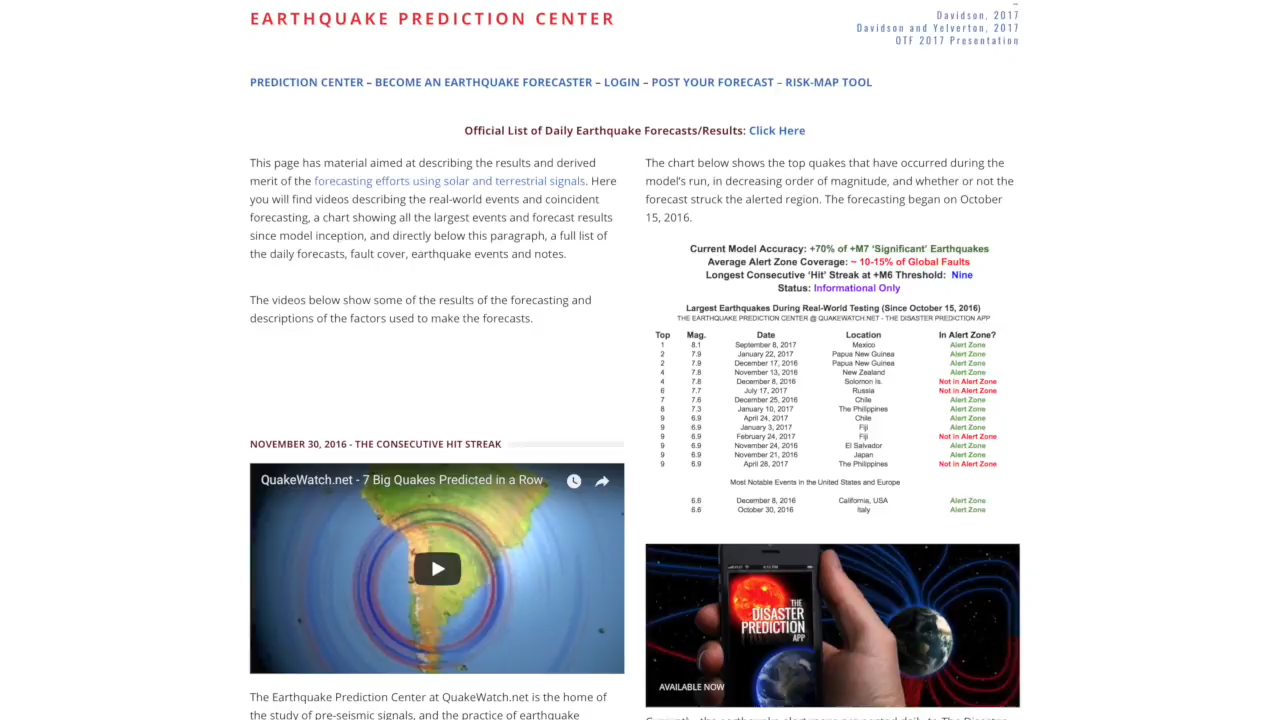 EARTHQUAKE PREDICTION CENTER
Davidson, 2017
Davidson and Yelverton, 2017
OTF 2017 Presentation
PREDICTION CENTER – BECOME AN EARTHQUAKE FORECASTER – LOGIN – POST YOUR FORECAST – RISK-MAP TOOL
Official List of Daily Earthquake Forecasts/Results: Click Here
This page has material aimed at describing the results and derived
merit of the forecasting efforts using solar and terrestrial signals. Here
you will find videos describing the real-world events and coincident
forecasting, a chart showing all the largest events and forecast results
since model inception, and directly below this paragraph, a full list of
the daily forecasts, fault cover, earthquake events and notes.
The videos below show some of the results of the forecasting and
descriptions of the factors used to make the forecasts.
NOVEMBER 30, 2016 - THE CONSECUTIVE HIT STREAK
QuakeWatch.net - 7 Big Quakes Predicted in a Row
The Earthquake Prediction Center at QuakeWatch.net is the home of
the study of pre-seismic signals, and the practice of earthquake
The chart below shows the top quakes that have occurred during the
model's run, in decreasing order of magnitude, and whether or not the
forecast struck the alerted region. The forecasting began on October
15, 2016.
Current Model Accuracy: +70% of +M7 'Significant' Earthquakes
Average Alert Zone Coverage: ~ 10-15% of Global Faults
Longest Consecutive 'Hit' Streak at +M6 Threshold: Nine
Status: Informational Only
Largest Earthquakes During Real-World Testing (Since October 15, 2016)
THE EARTHQUAKE PREDICTION CENTER @ QUAKEWATCH.NET - THE DISASTER PREDICTION APP
Top Mag. Date Location In Alert Zone?
1 8.1 September 8, 2017 Mexico Alert Zone
2 7.9 January 22, 2017 Papua New Guinea Alert Zone
2 7.9 December 17, 2016 Papua New Guinea Alert Zone
4 7.8 November 13, 2016 New Zealand Alert Zone
4 7.8 December 8, 2016 Solomon Is. Not in Alert Zone
6 7.7 July 17, 2017 Russia Not in Alert Zone
7 7.6 December 25, 2016 Chile Alert Zone
8 7.3 January 10, 2017 The Philippines Alert Zone
9 6.9 April 24, 2017 Chile Alert Zone
9 6.9 January 3, 2017 Fiji Alert Zone
9 6.9 February 24, 2017 Fiji Not in Alert Zone
9 6.9 November 24, 2016 El Salvador Alert Zone
9 6.9 November 21, 2016 Japan Alert Zone
9 6.9 April 28, 2017 The Philippines Not in Alert Zone
Most Notable Events in the United States and Europe
6.6 December 8, 2016 California, USA Alert Zone
6.6 October 30, 2016 Italy Alert Zone
THE
DISASTER
PREDICTION
APP
AVAILABLE NOW